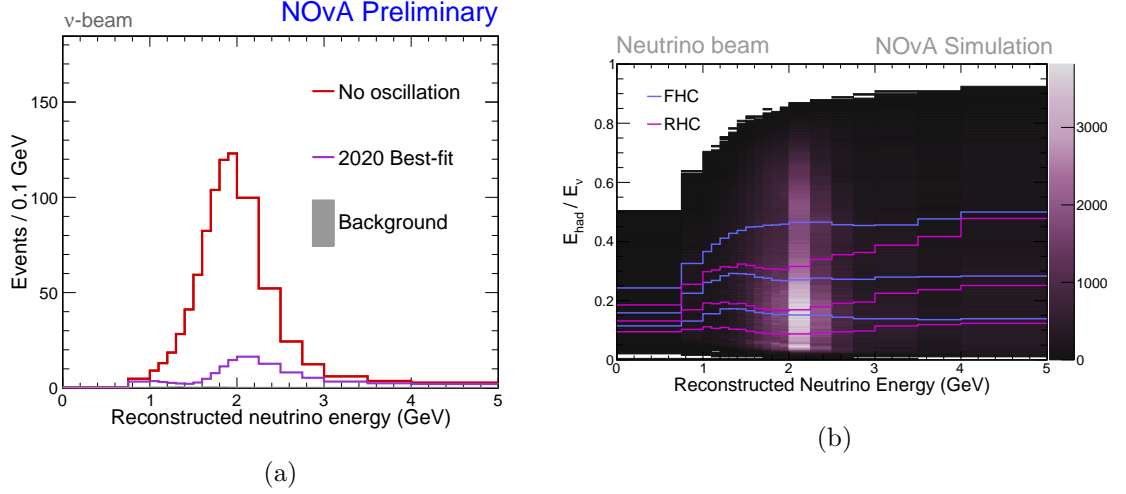 ν-beam
NOvA Preliminary
Events / 0.1 GeV
150
100
50
0
No oscillation
2020 Best-fit
Background
0 1 2 3 4 5
Reconstructed neutrino energy (GeV)
(a)
Neutrino beam
NOvA Simulation
E_had / E_ν
1
0.8
0.6
0.4
0.2
0
FHC
RHC
3000
2000
1000
0 1 2 3 4 5
Reconstructed Neutrino Energy (GeV)
(b)